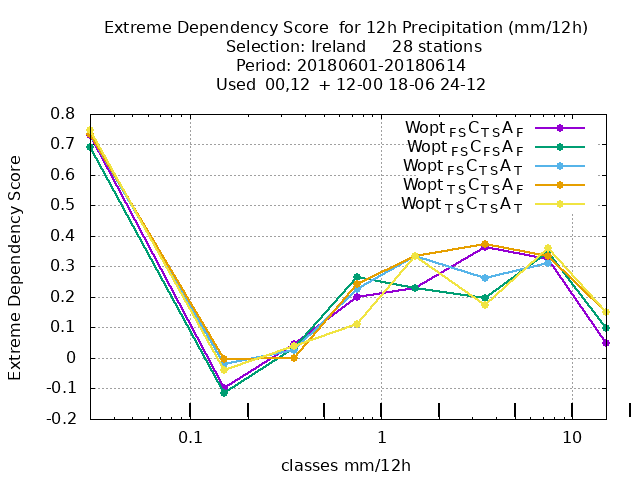 Extreme Dependency Score  for 12h Precipitation (mm/12h)
Selection: Ireland     28 stations
Period: 20180601-20180614
Used  00,12  + 12-00 18-06 24-12
Extreme Dependency Score
0.8
0.7
0.6
0.5
0.4
0.3
0.2
0.1
0
-0.1
-0.2
Wopt FS C TS A F
Wopt FS C FS A F
Wopt FS C TS A T
Wopt TS C TS A F
Wopt TS C TS A T
0.1 1 10
classes mm/12h